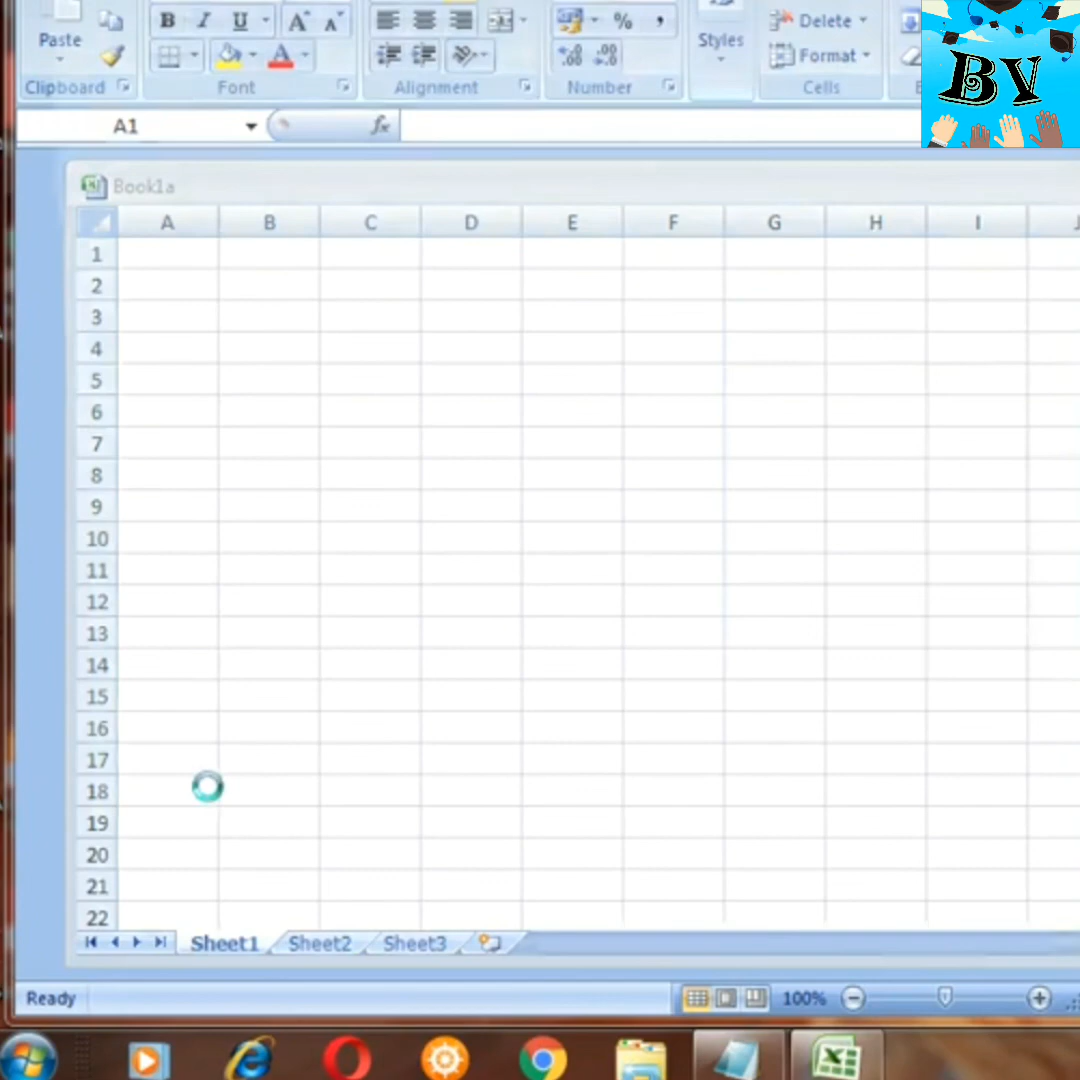 Paste
B I U A A
% ,
Styles
Delete
Format
Clipboard
Font
Alignment
Number
Cells
BV
A1
fx
Book1a
A B C D E F G H I
1
2
3
4
5
6
7
8
9
10
11
12
13
14
15
16
17
18
19
20
21
22
Sheet1 Sheet2 Sheet3
Ready
100%